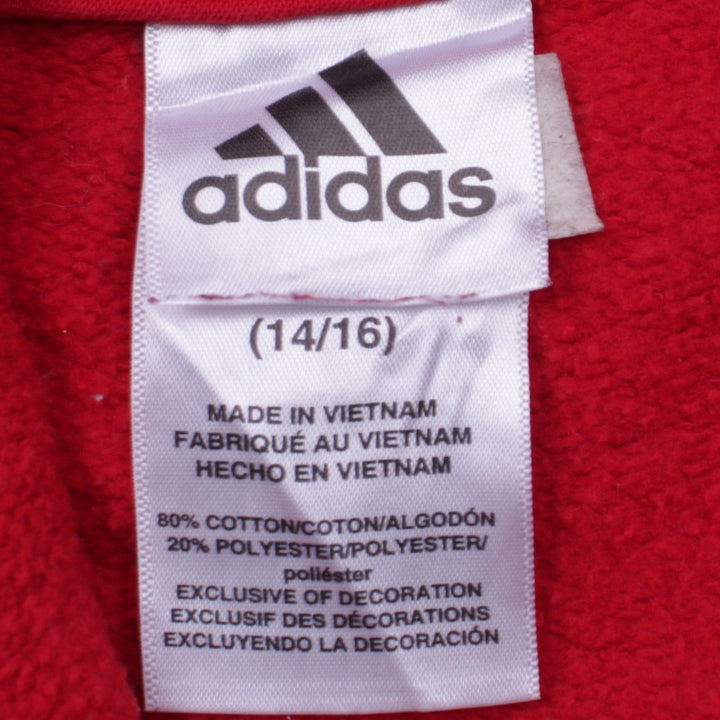 adidas
(14/16)
MADE IN VIETNAM
FABRIQUÉ AU VIETNAM
HECHO EN VIETNAM
80% COTTON/COTON/ALGODÓN
20% POLYESTER/POLYESTER/
poliéster
EXCLUSIVE OF DECORATION
EXCLUSIF DES DÉCORATIONS
EXCLUYENDO LA DECORACIÓN